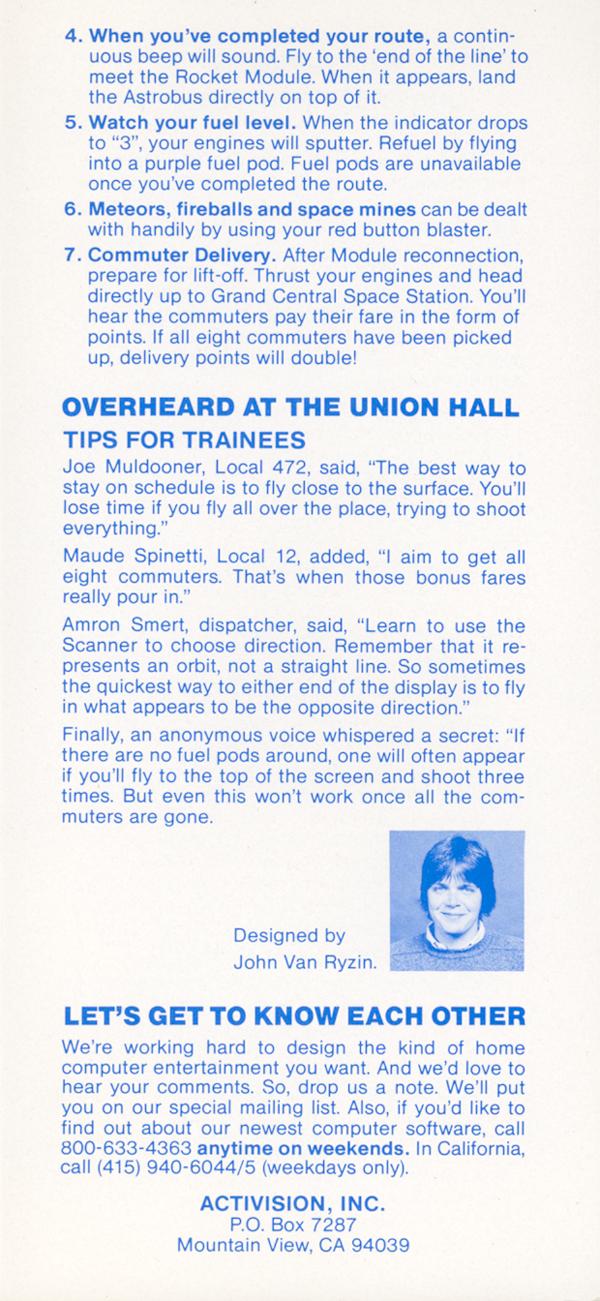 4. When you've completed your route, a contin-
uous beep will sound. Fly to the 'end of the line' to
meet the Rocket Module. When it appears, land
the Astrobus directly on top of it.
5. Watch your fuel level. When the indicator drops
to “3”, your engines will sputter. Refuel by flying
into a purple fuel pod. Fuel pods are unavailable
once you've completed the route.
6. Meteors, fireballs and space mines can be dealt
with handily by using your red button blaster.
7. Commuter Delivery. After Module reconnection,
prepare for lift-off. Thrust your engines and head
directly up to Grand Central Space Station. You'll
hear the commuters pay their fare in the form of
points. If all eight commuters have been picked
up, delivery points will double!
OVERHEARD AT THE UNION HALL
TIPS FOR TRAINEES
Joe Muldooner, Local 472, said, “The best way to
stay on schedule is to fly close to the surface. You'll
lose time if you fly all over the place, trying to shoot
everything.”
Maude Spinetti, Local 12, added, “I aim to get all
eight commuters. That's when those bonus fares
really pour in.”
Amron Smert, dispatcher, said, “Learn to use the
Scanner to choose direction. Remember that it re-
presents an orbit, not a straight line. So sometimes
the quickest way to either end of the display is to fly
in what appears to be the opposite direction.”
Finally, an anonymous voice whispered a secret: “If
there are no fuel pods around, one will often appear
if you'll fly to the top of the screen and shoot three
times. But even this won't work once all the com-
muters are gone.
Designed by
John Van Ryzin.
LET'S GET TO KNOW EACH OTHER
We're working hard to design the kind of home
computer entertainment you want. And we'd love to
hear your comments. So, drop us a note. We'll put
you on our special mailing list. Also, if you'd like to
find out about our newest computer software, call
800-633-4363 anytime on weekends. In California,
call (415) 940-6044/5 (weekdays only).
ACTIVISION, INC.
P.O. Box 7287
Mountain View, CA 94039